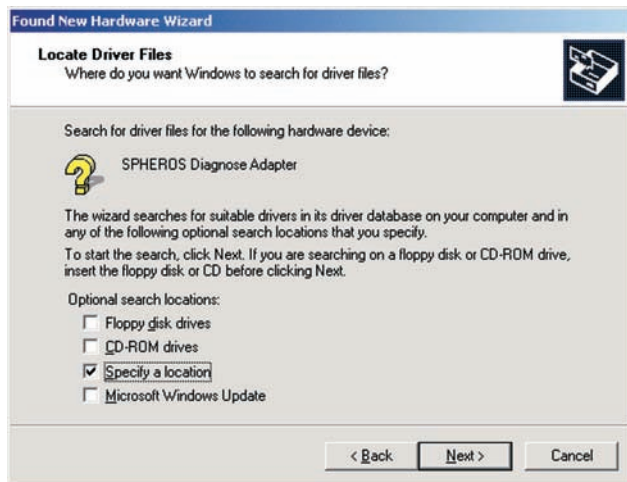 Found New Hardware Wizard
Locate Driver Files
Where do you want Windows to search for driver files?
Search for driver files for the following hardware device:
SPHEROS Diagnose Adapter
The wizard searches for suitable drivers in its driver database on your computer and in
any of the following optional search locations that you specify.
To start the search, click Next. If you are searching on a floppy disk or CD-ROM drive,
insert the floppy disk or CD before clicking Next.
Optional search locations:
Floppy disk drives
CD-ROM drives
Specify a location
Microsoft Windows Update
< Back Next > Cancel